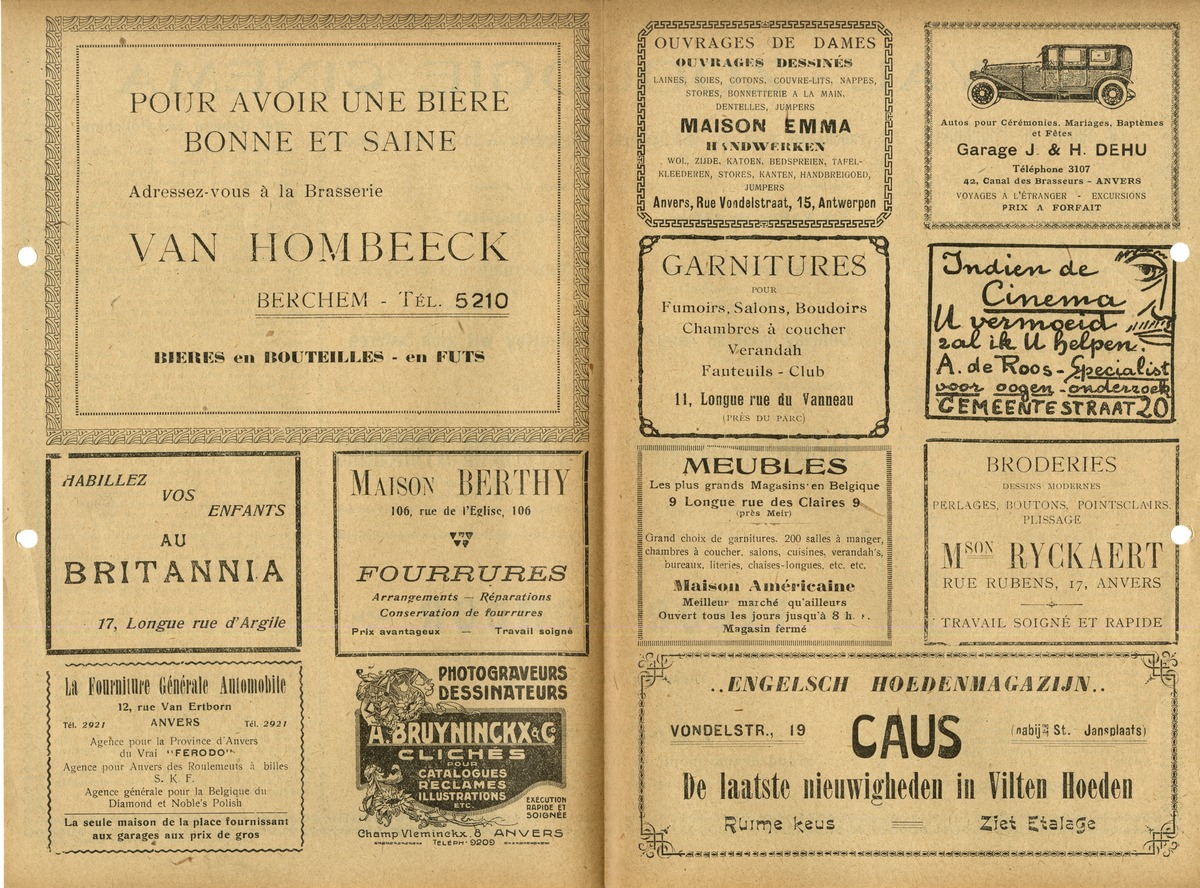 POUR AVOIR UNE BIÈRE
BONNE ET SAINE
Adressez-vous à la Brasserie
VAN HOMBEECK
BERCHEM - TÉL. 5210
BIERES en BOUTEILLES - en FUTS
HABILLEZ
VOS
ENFANTS
AU
BRITANNIA
17, Longue rue d'Argile
MAISON BERTHY
106, rue de l'Eglise, 106
FOURRURES
Arrangements — Réparations
Conservation de fourrures
Prix avantageux — Travail soigné
La Fourniture Générale Automobile
12, rue Van Ertborn
Tél. 2921 ANVERS Tél. 2921
Agence pour la Province d'Anvers
du Vrai "FERODO"
Agence pour Anvers des Roulements à billes
S. K. F.
Agence générale pour la Belgique du
Diamond et Noble's Polish
La seule maison de la place fournissant
aux garages aux prix de gros
PHOTOGRAVEURS
DESSINATEURS
A. BRUYNINCKX & Co
CLICHÉS
POUR
CATALOGUES
RÉCLAMES
ILLUSTRATIONS
ETC.
EXECUTION
RAPIDE ET
SOIGNÉE
Champ Vleminckx. 8 ANVERS
TELÉPH. 9209
OUVRAGES DE DAMES
OUVRAGES DESSINÉS
LAINES, SOIES, COTONS, COUVRE-LITS, NAPPES,
STORES, BONNETTERIE A LA MAIN,
DENTELLES, JUMPERS
MAISON EMMA
HANDWERKEN
WOL, ZIJDE, KATOEN, BEDSPREIEN, TAFEL-
KLEEDEREN, STORES, KANTEN, HANDBREIGOED,
JUMPERS
Anvers, Rue Vondelstraat, 15, Antwerpen
Autos pour Cérémonies, Mariages, Baptèmes
et Fêtes
Garage J. & H. DEHU
Téléphone 3107
42, Canal des Brasseurs - ANVERS
VOYAGES A L'ÉTRANGER - EXCURSIONS
PRIX A FORFAIT
GARNITURES
POUR
Fumoirs, Salons, Boudoirs
Chambres à coucher
Verandah
Fauteuils - Club
11, Longue rue du Vanneau
(PRÈS DU PARC)
Indien de
Cinema
U vermoeid
zal ik U helpen.
A. de Roos - Specialist
voor oogen-onderzoek
GEMEENTESTRAAT 20
MEUBLES
Les plus grands Magasins en Belgique
9 Longue rue des Claires 9
(près Meir)
Grand choix de garnitures. 200 salles à manger,
chambres à coucher, salons, cuisines, verandah's,
bureaux, literies, chaises-longues, etc. etc.
Maison Américaine
Meilleur marché qu'ailleurs
Ouvert tous les jours jusqu'à 8 h.
Magasin fermé
BRODERIES
DESSINS MODERNES
PERLAGES, BOUTONS, POINTS CLAIRS,
PLISSAGE
MSON RYCKAERT
RUE RUBENS, 17, ANVERS
TRAVAIL SOIGNÉ ET RAPIDE
..ENGELSCH HOEDENMAGAZIJN..
VONDELSTR., 19 CAUS (nabij St. Jansplaats)
De laatste nieuwigheden in Vilten Hoeden
Ruime keus Ziet Etalage